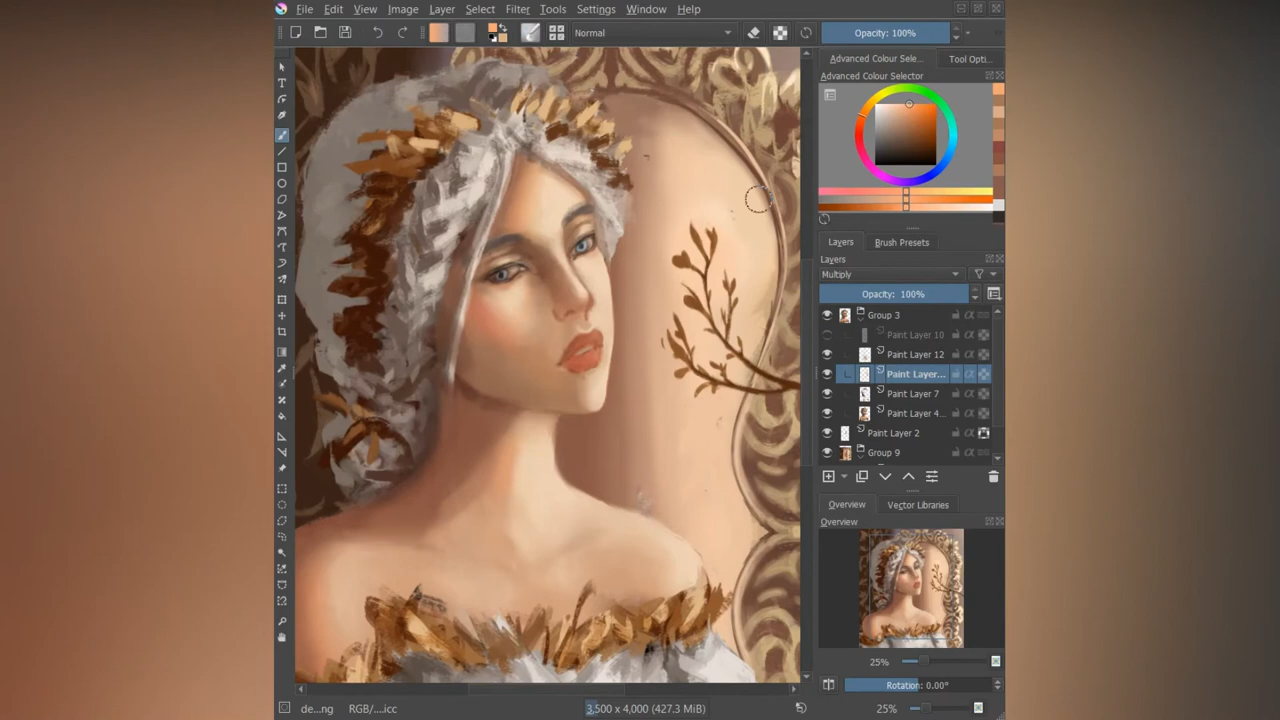 File Edit View Image Layer Select Filter Tools Settings Window Help
Normal Opacity: 100%
Advanced Colour Sele... Tool Opti...
Advanced Colour Selector
Layers Brush Presets
Layers
Multiply
Opacity: 100%
Group 3
Paint Layer 10
Paint Layer 12
Paint Layer...
Paint Layer 7
Paint Layer 4...
Paint Layer 2
Group 9
Overview Vector Libraries
Overview
25%
Rotation: 0.00°
de...ng RGB/....icc 3,500 x 4,000 (427.3 MiB) 25%